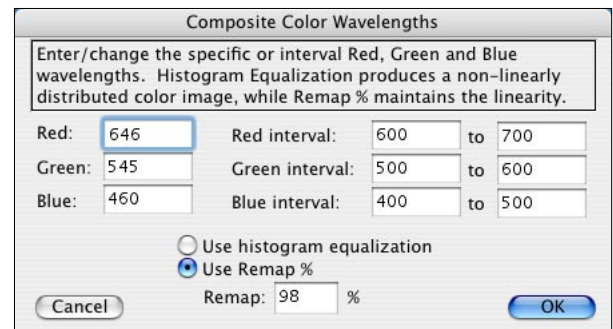 Composite Color Wavelengths
Enter/change the specific or interval Red, Green and Blue
wavelengths. Histogram Equalization produces a non-linearly
distributed color image, while Remap % maintains the linearity.
Red: 646 Red interval: 600 to 700
Green: 545 Green interval: 500 to 600
Blue: 460 Blue interval: 400 to 500
Use histogram equalization
Use Remap %
Remap: 98 %
Cancel OK